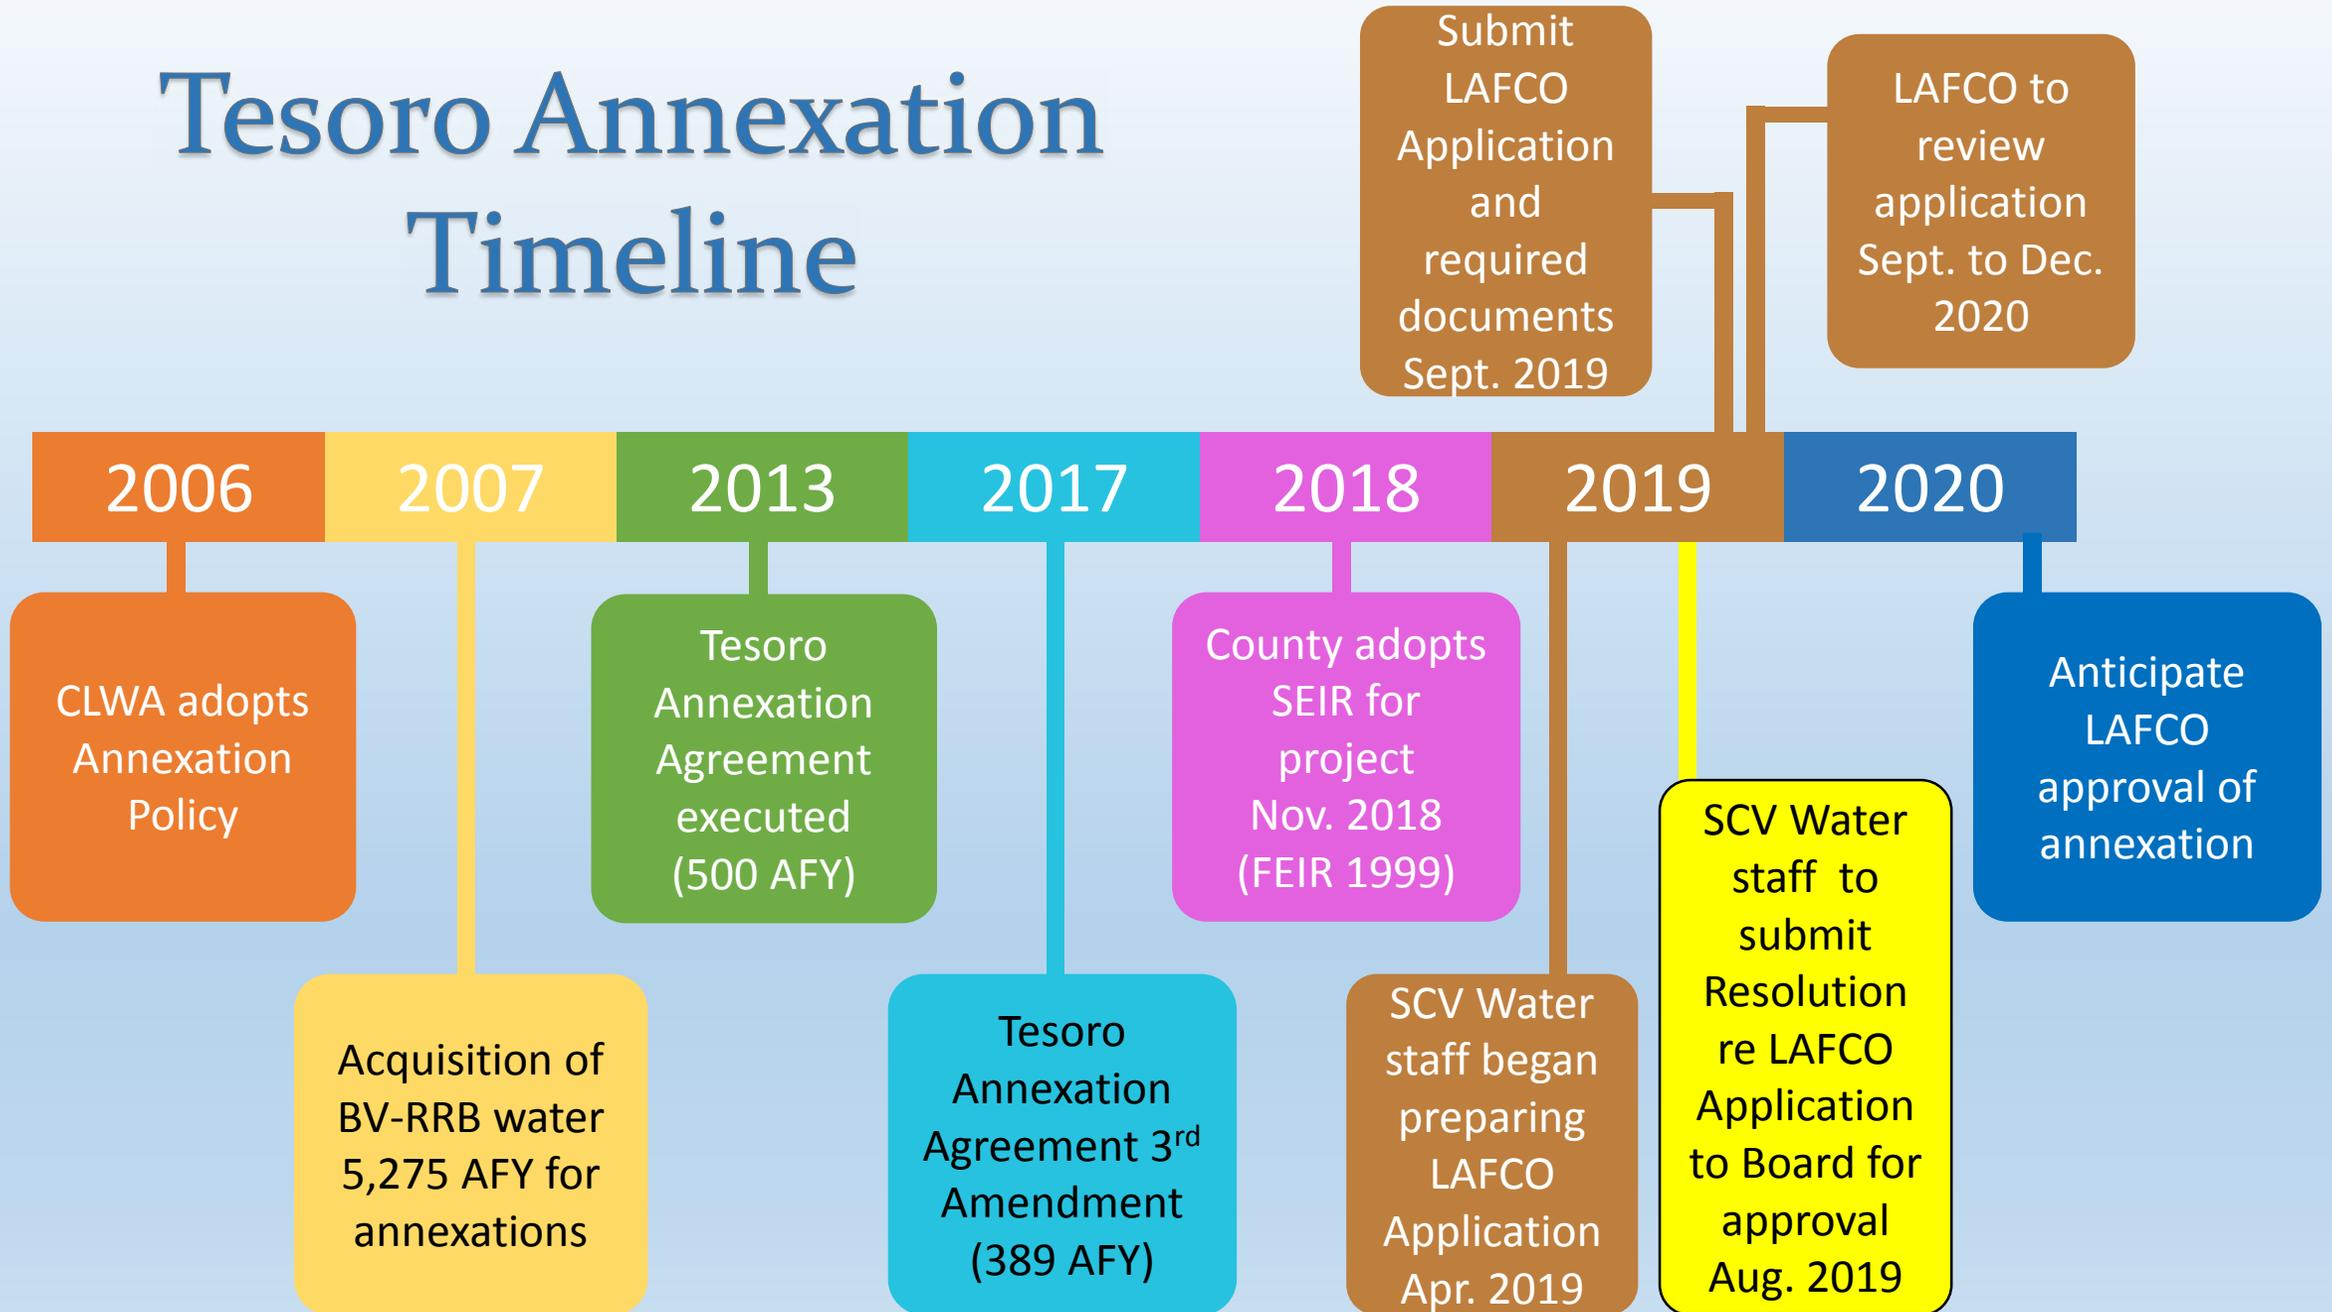 Tesoro Annexation
Timeline
Submit
LAFCO
Application
and
required
documents
Sept. 2019
LAFCO to
review
application
Sept. to Dec.
2020
2006
2007
2013
2017
2018
2019
2020
CLWA adopts
Annexation
Policy
Acquisition of
BV-RRB water
5,275 AFY for
annexations
Tesoro
Annexation
Agreement
executed
(500 AFY)
Tesoro
Annexation
Agreement 3rd
Amendment
(389 AFY)
County adopts
SEIR for
project
Nov. 2018
(FEIR 1999)
SCV Water
staff began
preparing
LAFCO
Application
Apr. 2019
SCV Water
staff to
submit
Resolution
re LAFCO
Application
to Board for
approval
Aug. 2019
Anticipate
LAFCO
approval of
annexation